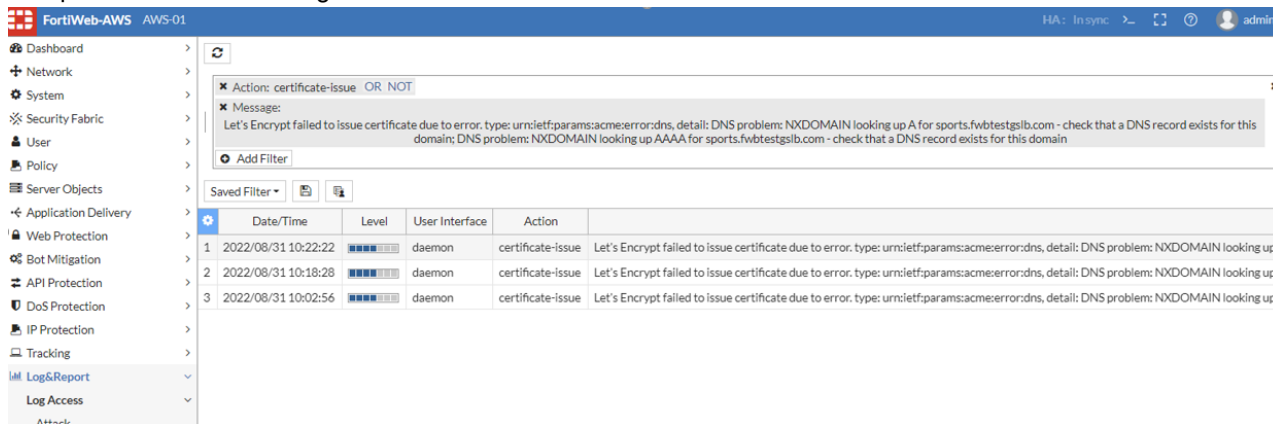 FortiWeb-AWS AWS-01 HA: In sync >_ admin
Dashboard
Network
System
Security Fabric
User
Policy
Server Objects
Application Delivery
Web Protection
Bot Mitigation
API Protection
DoS Protection
IP Protection
Tracking
Log&Report
Log Access
Attack
Action: certificate-issue OR NOT
Message:
Let's Encrypt failed to issue certificate due to error. type: urn:ietf:params:acme:error:dns, detail: DNS problem: NXDOMAIN looking up A for sports.fwbtestgslb.com - check that a DNS record exists for this
domain; DNS problem: NXDOMAIN looking up AAAA for sports.fwbtestgslb.com - check that a DNS record exists for this domain
Add Filter
Saved Filter
Date/Time Level User Interface Action
1 2022/08/31 10:22:22 daemon certificate-issue Let's Encrypt failed to issue certificate due to error. type: urn:ietf:params:acme:error:dns, detail: DNS problem: NXDOMAIN looking up
2 2022/08/31 10:18:28 daemon certificate-issue Let's Encrypt failed to issue certificate due to error. type: urn:ietf:params:acme:error:dns, detail: DNS problem: NXDOMAIN looking up
3 2022/08/31 10:02:56 daemon certificate-issue Let's Encrypt failed to issue certificate due to error. type: urn:ietf:params:acme:error:dns, detail: DNS problem: NXDOMAIN looking up